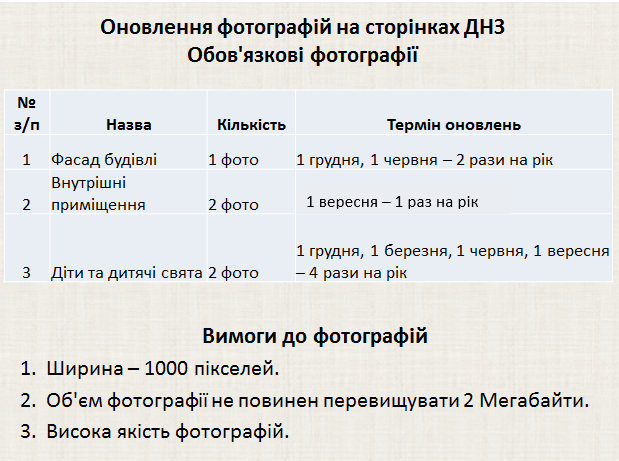 Оновлення фотографій на сторінках ДНЗ
Обов'язкові фотографії
№
з/п Назва Кількість Термін оновлень
1 Фасад будівлі 1 фото 1 грудня, 1 червня – 2 рази на рік
Внутрішні
2 приміщення 2 фото 1 вересня – 1 раз на рік
1 грудня, 1 березня, 1 червня, 1 вересня
3 Діти та дитячі свята 2 фото – 4 рази на рік
Вимоги до фотографій
1. Ширина – 1000 пікселей.
2. Об'єм фотографії не повинен перевищувати 2 Мегабайти.
3. Висока якість фотографій.